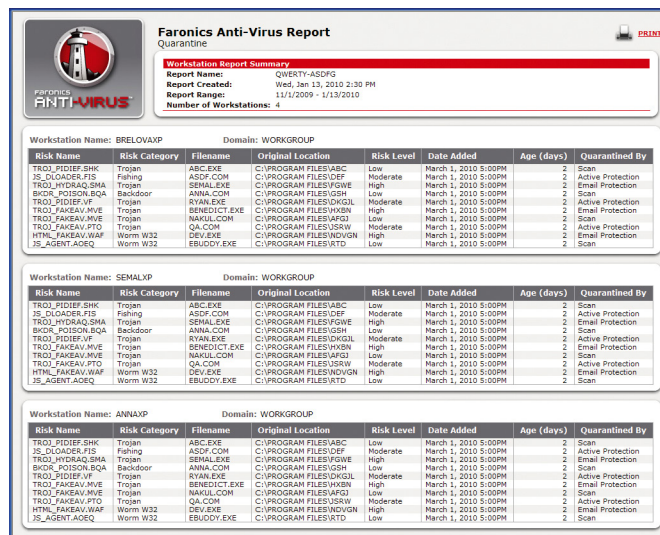 Faronics Anti-Virus Report
PRINT
Quarantine
Workstation Report Summary
Report Name: QWERTY-ASDFG
Report Created: Wed, Jan 13, 2010 2:30 PM
Report Range: 11/1/2009 - 1/13/2010
Number of Workstations: 4
FARONICS
ANTI-VIRUS
Workstation Name: BRELOVAXP Domain: WORKGROUP
Risk Name Risk Category Filename Original Location Risk Level Date Added Age (days) Quarantined By
TROJ_PIDIEF.SHK Trojan ABC.EXE C:\PROGRAM FILES\ABC Low March 1, 2010 5:00PM 2 Scan
JS_DLOADER.FIS Fishing ASDF.COM C:\PROGRAM FILES\DEF Moderate March 1, 2010 5:00PM 2 Active Protection
TROJ_HYDRAQ.SMA Trojan SEMAL.EXE C:\PROGRAM FILES\FGWE High March 1, 2010 5:00PM 2 Email Protection
BKDR_POISON.BQA Backdoor ANNA.COM C:\PROGRAM FILES\GSH Low March 1, 2010 5:00PM 2 Scan
TROJ_PIDIEF.VF Trojan RYAN.EXE C:\PROGRAM FILES\DKGJL Moderate March 1, 2010 5:00PM 2 Active Protection
TROJ_FAKEAV.MVE Trojan BENEDICT.EXE C:\PROGRAM FILES\HXBN High March 1, 2010 5:00PM 2 Email Protection
TROJ_FAKEAV.MVE Trojan NAKUL.COM C:\PROGRAM FILES\AFGJ Low March 1, 2010 5:00PM 2 Scan
TROJ_FAKEAV.PTO Trojan QA.COM C:\PROGRAM FILES\JSRW Moderate March 1, 2010 5:00PM 2 Active Protection
HTML_FAKEAV.WAF Worm W32 DEV.EXE C:\PROGRAM FILES\NDVGN High March 1, 2010 5:00PM 2 Email Protection
JS_AGENT.AOEQ Worm W32 EBUDDY.EXE C:\PROGRAM FILES\RTD Low March 1, 2010 5:00PM 2 Scan
Workstation Name: SEMALXP Domain: WORKGROUP
Risk Name Risk Category Filename Original Location Risk Level Date Added Age (days) Quarantined By
TROJ_PIDIEF.SHK Trojan ABC.EXE C:\PROGRAM FILES\ABC Low March 1, 2010 5:00PM 2 Scan
JS_DLOADER.FIS Fishing ASDF.COM C:\PROGRAM FILES\DEF Moderate March 1, 2010 5:00PM 2 Active Protection
TROJ_HYDRAQ.SMA Trojan SEMAL.EXE C:\PROGRAM FILES\FGWE High March 1, 2010 5:00PM 2 Email Protection
BKDR_POISON.BQA Backdoor ANNA.COM C:\PROGRAM FILES\GSH Low March 1, 2010 5:00PM 2 Scan
TROJ_PIDIEF.VF Trojan RYAN.EXE C:\PROGRAM FILES\DKGJL Moderate March 1, 2010 5:00PM 2 Active Protection
TROJ_FAKEAV.MVE Trojan BENEDICT.EXE C:\PROGRAM FILES\HXBN High March 1, 2010 5:00PM 2 Email Protection
TROJ_FAKEAV.MVE Trojan NAKUL.COM C:\PROGRAM FILES\AFGJ Low March 1, 2010 5:00PM 2 Scan
TROJ_FAKEAV.PTO Trojan QA.COM C:\PROGRAM FILES\JSRW Moderate March 1, 2010 5:00PM 2 Active Protection
HTML_FAKEAV.WAF Worm W32 DEV.EXE C:\PROGRAM FILES\NDVGN High March 1, 2010 5:00PM 2 Email Protection
JS_AGENT.AOEQ Worm W32 EBUDDY.EXE C:\PROGRAM FILES\RTD Low March 1, 2010 5:00PM 2 Scan
Workstation Name: ANNAXP Domain: WORKGROUP
Risk Name Risk Category Filename Original Location Risk Level Date Added Age (days) Quarantined By
TROJ_PIDIEF.SHK Trojan ABC.EXE C:\PROGRAM FILES\ABC Low March 1, 2010 5:00PM 2 Scan
JS_DLOADER.FIS Fishing ASDF.COM C:\PROGRAM FILES\DEF Moderate March 1, 2010 5:00PM 2 Active Protection
TROJ_HYDRAQ.SMA Trojan SEMAL.EXE C:\PROGRAM FILES\FGWE High March 1, 2010 5:00PM 2 Email Protection
BKDR_POISON.BQA Backdoor ANNA.COM C:\PROGRAM FILES\GSH Low March 1, 2010 5:00PM 2 Scan
TROJ_PIDIEF.VF Trojan RYAN.EXE C:\PROGRAM FILES\DKGJL Moderate March 1, 2010 5:00PM 2 Active Protection
TROJ_FAKEAV.MVE Trojan BENEDICT.EXE C:\PROGRAM FILES\HXBN High March 1, 2010 5:00PM 2 Email Protection
TROJ_FAKEAV.MVE Trojan NAKUL.COM C:\PROGRAM FILES\AFGJ Low March 1, 2010 5:00PM 2 Scan
TROJ_FAKEAV.PTO Trojan QA.COM C:\PROGRAM FILES\JSRW Moderate March 1, 2010 5:00PM 2 Active Protection
HTML_FAKEAV.WAF Worm W32 DEV.EXE C:\PROGRAM FILES\NDVGN High March 1, 2010 5:00PM 2 Email Protection
JS_AGENT.AOEQ Worm W32 EBUDDY.EXE C:\PROGRAM FILES\RTD Low March 1, 2010 5:00PM 2 Scan